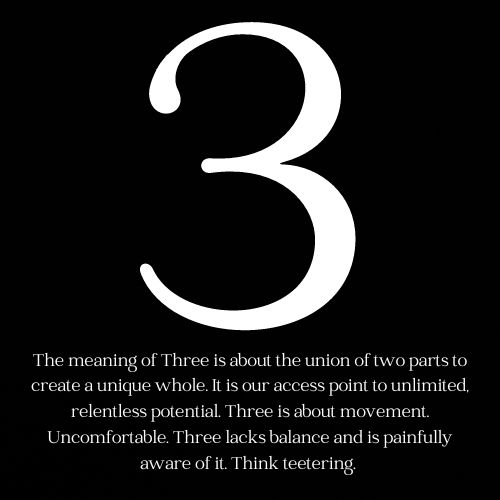 3
The meaning of Three is about the union of two parts to
create a unique whole. It is our access point to unlimited,
relentless potential. Three is about movement.
Uncomfortable. Three lacks balance and is painfully
aware of it. Think teetering.